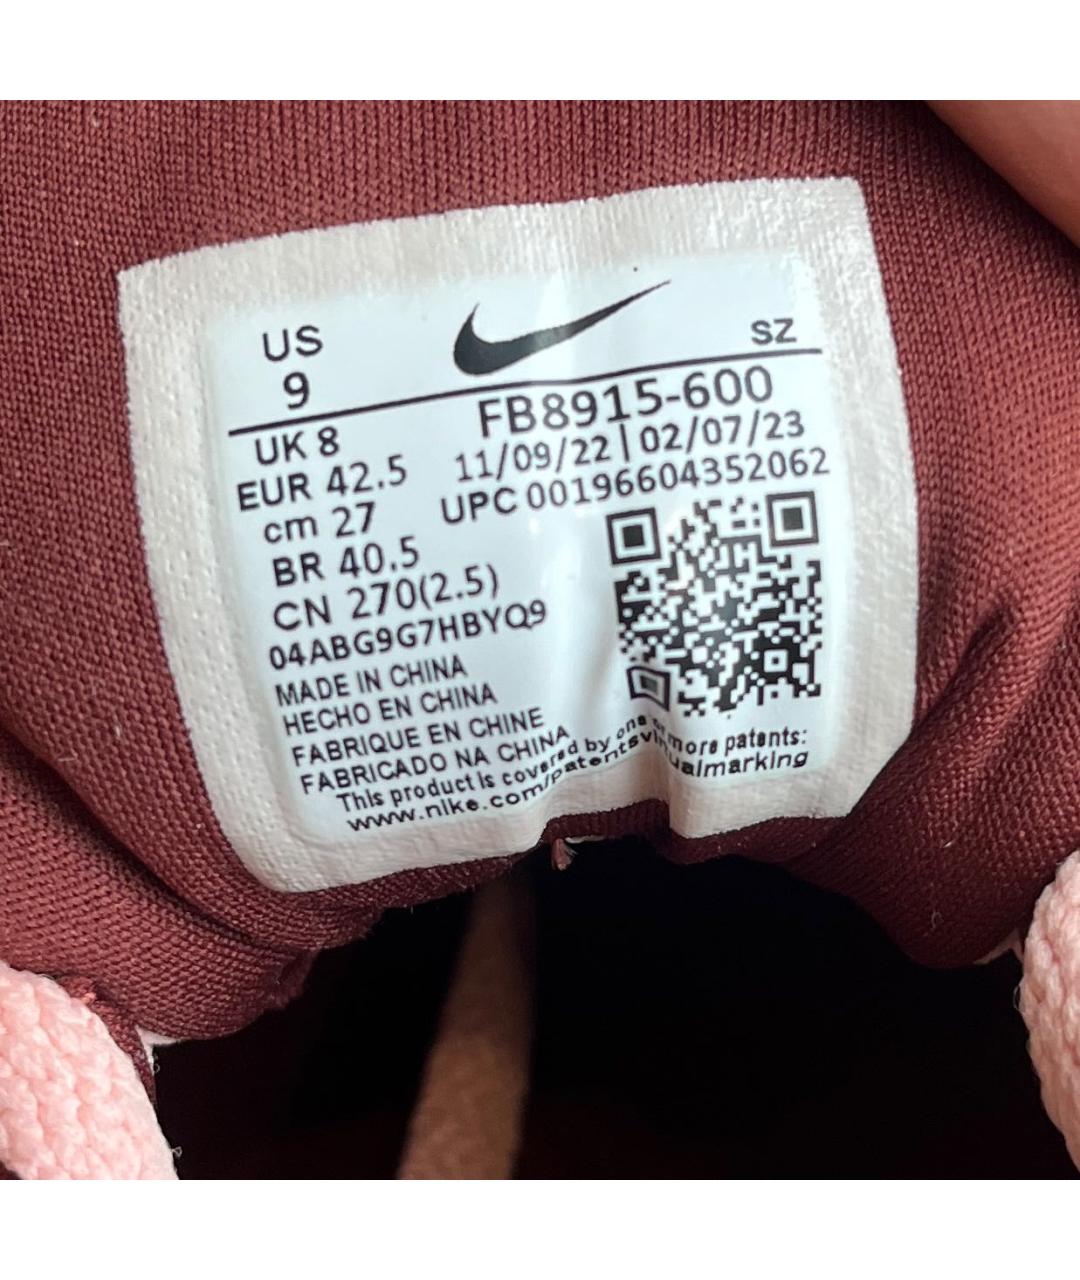 US
9
SZ
UK 8
EUR 42.5
cm 27
BR 40.5
CN 270(2.5)
FB8915-600
11/09/22 | 02/07/23
UPC 00196604352062
04ABG9G7HBYQ9
MADE IN CHINA
HECHO EN CHINA
FABRIQUE EN CHINE
FABRICADO NA CHINA
This product is covered by one or more patents:
www.nike.com/patentsvirtualmarking